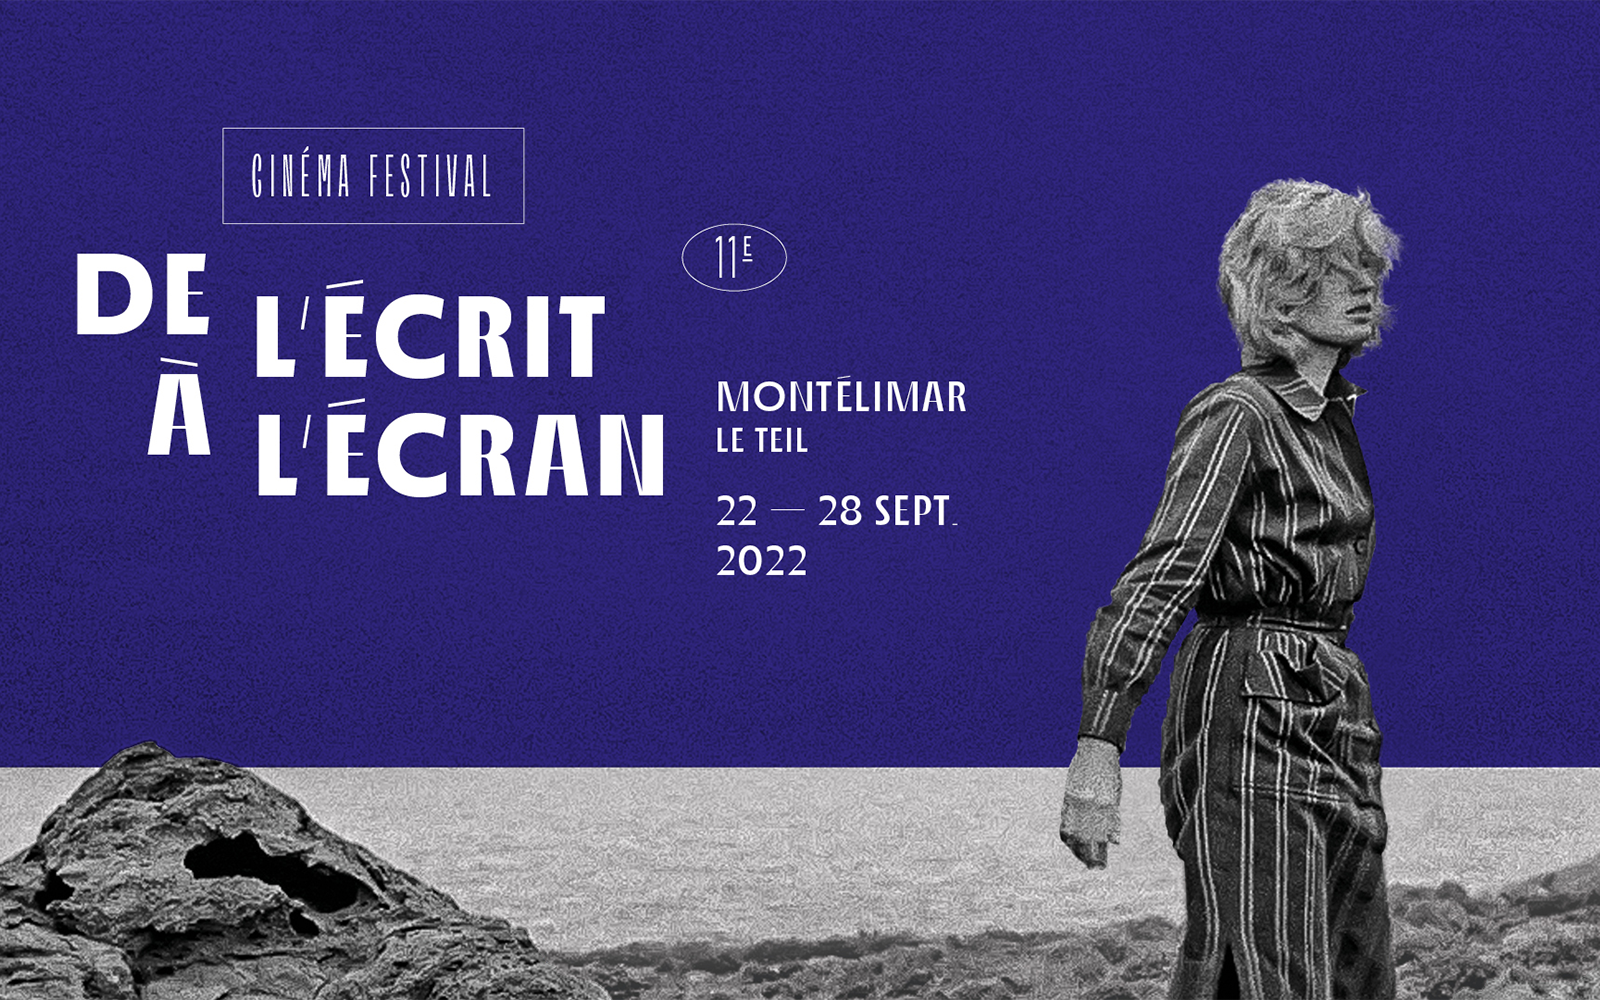 CINÉMA FESTIVAL
DE L'ÉCRIT
À L'ÉCRAN
11E
MONTÉLIMAR
LE TEIL
22 — 28 SEPT.
2022